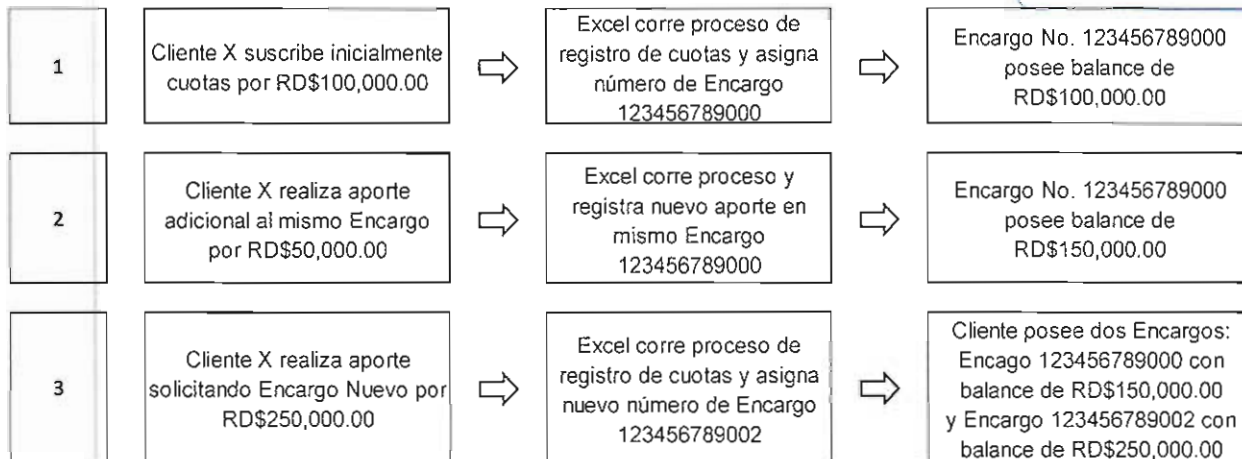 1
Cliente X suscribe inicialmente
cuotas por RD$100,000.00
Excel corre proceso de
registro de cuotas y asigna
número de Encargo
123456789000
Encargo No. 123456789000
posee balance de
RD$100,000.00
2
Cliente X realiza aporte
adicional al mismo Encargo
por RD$50,000.00
Excel corre proceso y
registra nuevo aporte en
mismo Encargo
123456789000
Encargo No. 123456789000
posee balance de
RD$150,000.00
3
Cliente X realiza aporte
solicitando Encargo Nuevo por
RD$250,000.00
Excel corre proceso de
registro de cuotas y asigna
nuevo número de Encargo
123456789002
Cliente posee dos Encargos:
Encago 123456789000 con
balance de RD$150,000.00
y Encargo 123456789002 con
balance de RD$250,000.00